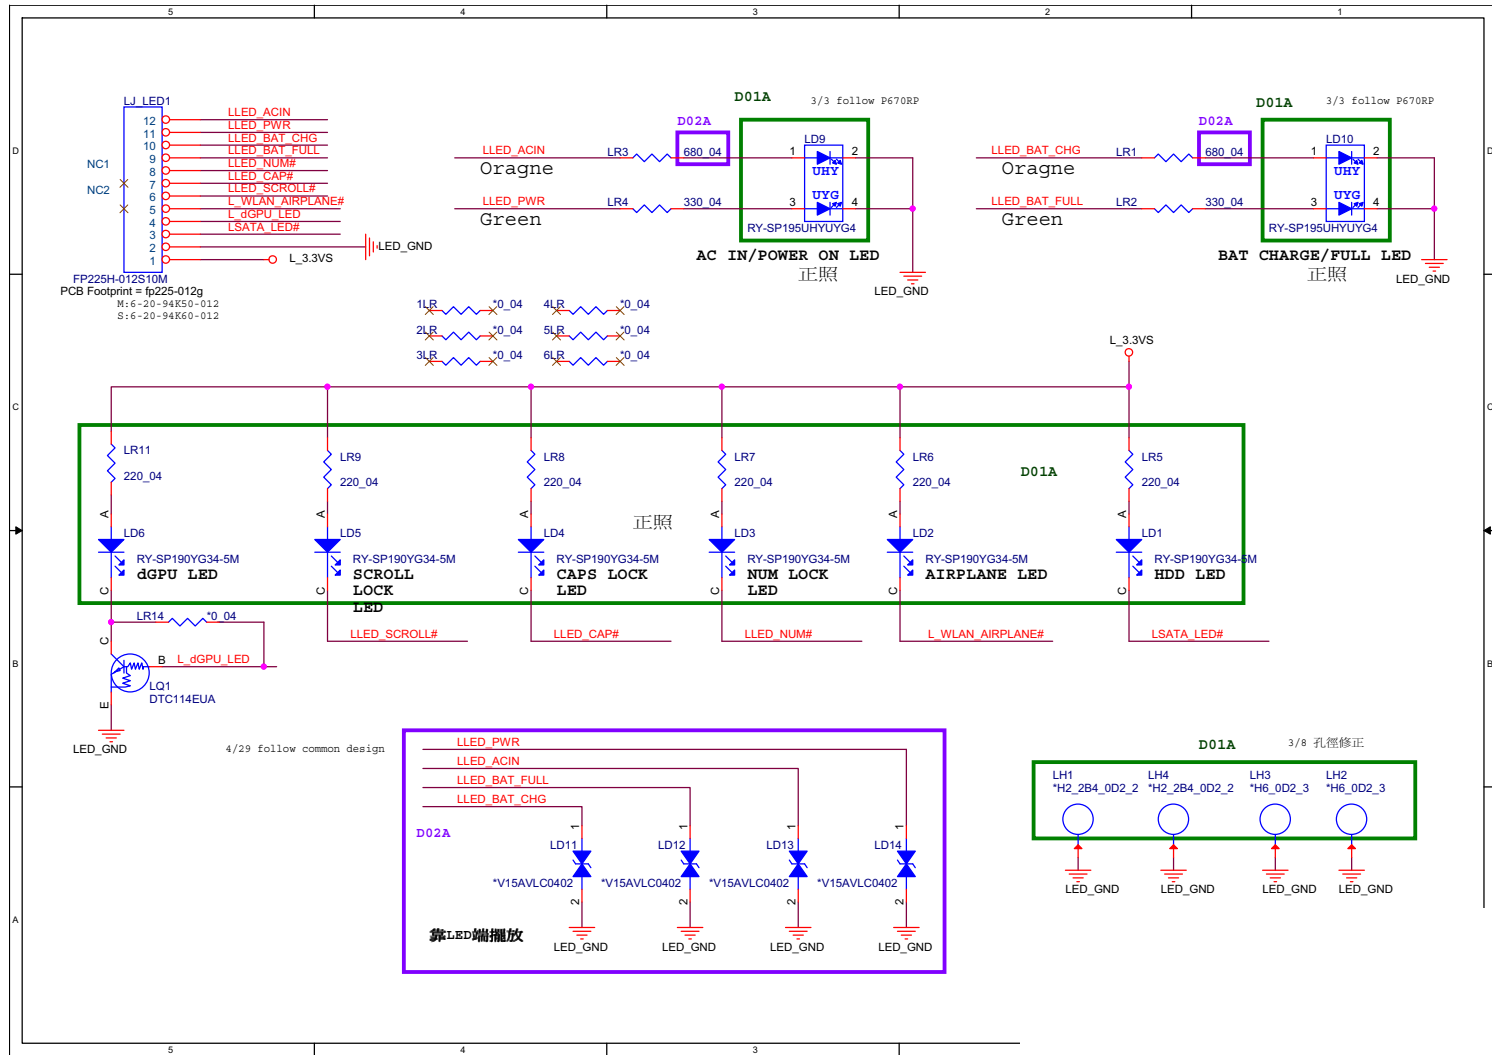 5 4 3 2 1
D
C
B
A
D
C
B
LJ_LED1
12 LLED_ACIN
11 LLED_PWR
10 LLED_BAT_CHG
9 LLED_BAT_FULL
8 LLED_NUM#
7 LLED_CAP#
6 LLED_SCROLL#
5 L_WLAN_AIRPLANE#
4 L_dGPU_LED
3 LSATA_LED#
2 LED_GND
1 L_3.3VS
NC1
NC2
FP225H-012S10M
PCB Footprint = fp225-012g
M:6-20-94K50-012
S:6-20-94K60-012
D01A 3/3 follow P670RP
D02A
LLED_ACIN LR3 680_04 1 LD9 2
Oragne
UHY
UYG
LLED_PWR LR4 330_04 3 4
Green
RY-SP195UHYUYG4
AC IN/POWER ON LED
正照
LED_GND
D01A 3/3 follow P670RP
D02A
LLED_BAT_CHG LR1 680_04 1 LD10 2
Oragne
UHY
UYG
LLED_BAT_FULL LR2 330_04 3 4
Green
RY-SP195UHYUYG4
BAT CHARGE/FULL LED
正照
LED_GND
1LR *0_04 4LR *0_04
2LR *0_04 5LR *0_04
3LR *0_04 6LR *0_04
L_3.3VS
D01A
正照
LR11
220_04
A
LD6
RY-SP190YG34-5M
dGPU LED
C
LR9
220_04
A
LD5
RY-SP190YG34-5M
SCROLL
LOCK
LED
C
LLED_SCROLL#
LR8
220_04
A
LD4
RY-SP190YG34-5M
CAPS LOCK
LED
C
LLED_CAP#
LR7
220_04
A
LD3
RY-SP190YG34-5M
NUM LOCK
LED
C
LLED_NUM#
LR6
220_04
A
LD2
RY-SP190YG34-5M
AIRPLANE LED
C
L_WLAN_AIRPLANE#
LR5
220_04
A
LD1
RY-SP190YG34-5M
HDD LED
C
LSATA_LED#
LR14 *0_04
C
B L_dGPU_LED
LQ1
DTC114EUA
E
LED_GND
4/29 follow common design
LLED_PWR
LLED_ACIN
LLED_BAT_FULL
LLED_BAT_CHG
D02A
1 1 1 1
LD11 LD12 LD13 LD14
*V15AVLC0402 *V15AVLC0402 *V15AVLC0402 *V15AVLC0402
2 2 2 2
靠LED端擺放
LED_GND LED_GND LED_GND LED_GND
D01A 3/8 孔徑修正
LH1 LH4 LH3 LH2
*H2_2B4_0D2_2 *H2_2B4_0D2_2 *H6_0D2_3 *H6_0D2_3
LED_GND LED_GND LED_GND LED_GND
5 4 3